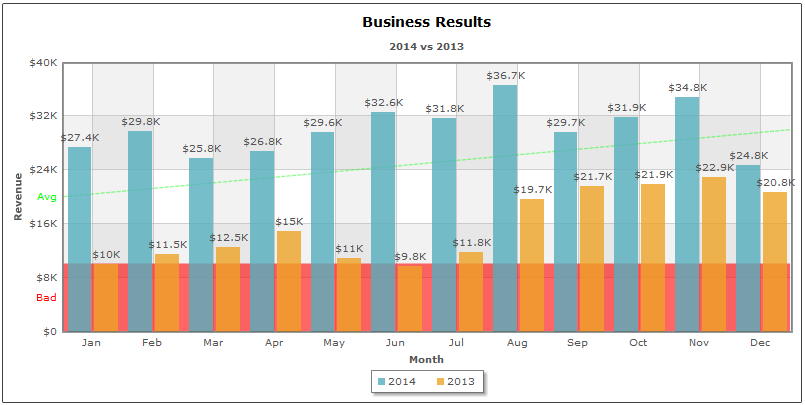 Business Results
2014 vs 2013
$40K
$32K
$24K
Avg
$16K
$8K
Bad
$0
Revenue
$27.4K $29.8K $25.8K $26.8K $29.6K $32.6K $31.8K $36.7K $29.7K $31.9K $34.8K $24.8K
$10K $11.5K $12.5K $15K $11K $9.8K $11.8K $19.7K $21.7K $21.9K $22.9K $20.8K
Jan Feb Mar Apr May Jun Jul Aug Sep Oct Nov Dec
Month
2014 2013